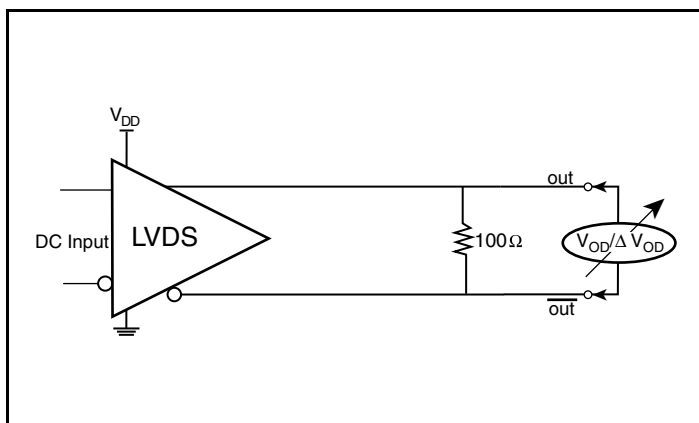 V_DD
out
DC Input
LVDS
100Ω
V_OD/Δ V_OD
out